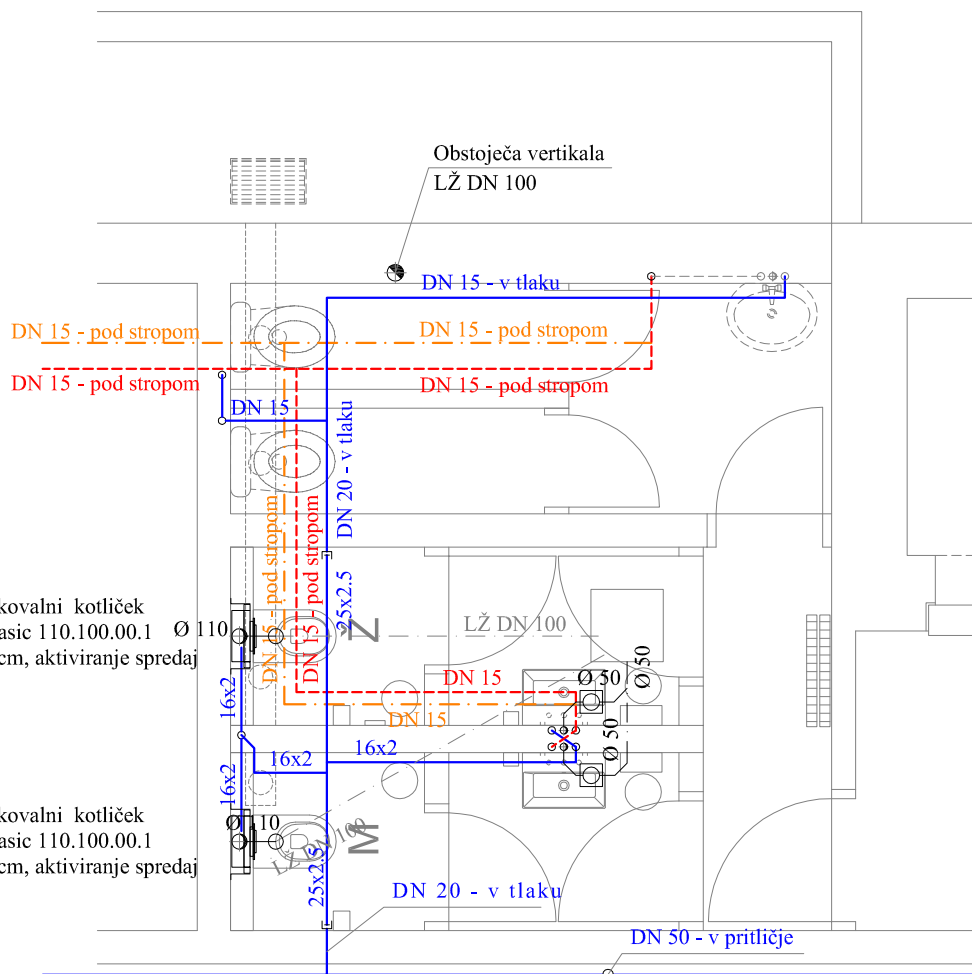 Obstoječa vertikala
LŽ DN 100
DN 15 - v tlaku
DN 15 - pod stropom
DN 15 - pod stropom
DN 15 - pod stropom
DN 15 - pod stropom
DN 15
DN 20 - v tlaku
DN 15 - pod stropom
DN 15 - pod stropom
25x2.5
kovalni kotliček
asic 110.100.00.1
cm, aktiviranje spredaj
Ø 110
Ž
LŽ DN 100
DN 15
DN 15
Ø 50
Ø 50
Ø 50
16x2
16x2
16x2
16x2
kovalni kotliček
asic 110.100.00.1
cm, aktiviranje spredaj
Ø 110
LŽ DN 100
M
25x2.5
DN 20 - v tlaku
DN 50 - v pritličje